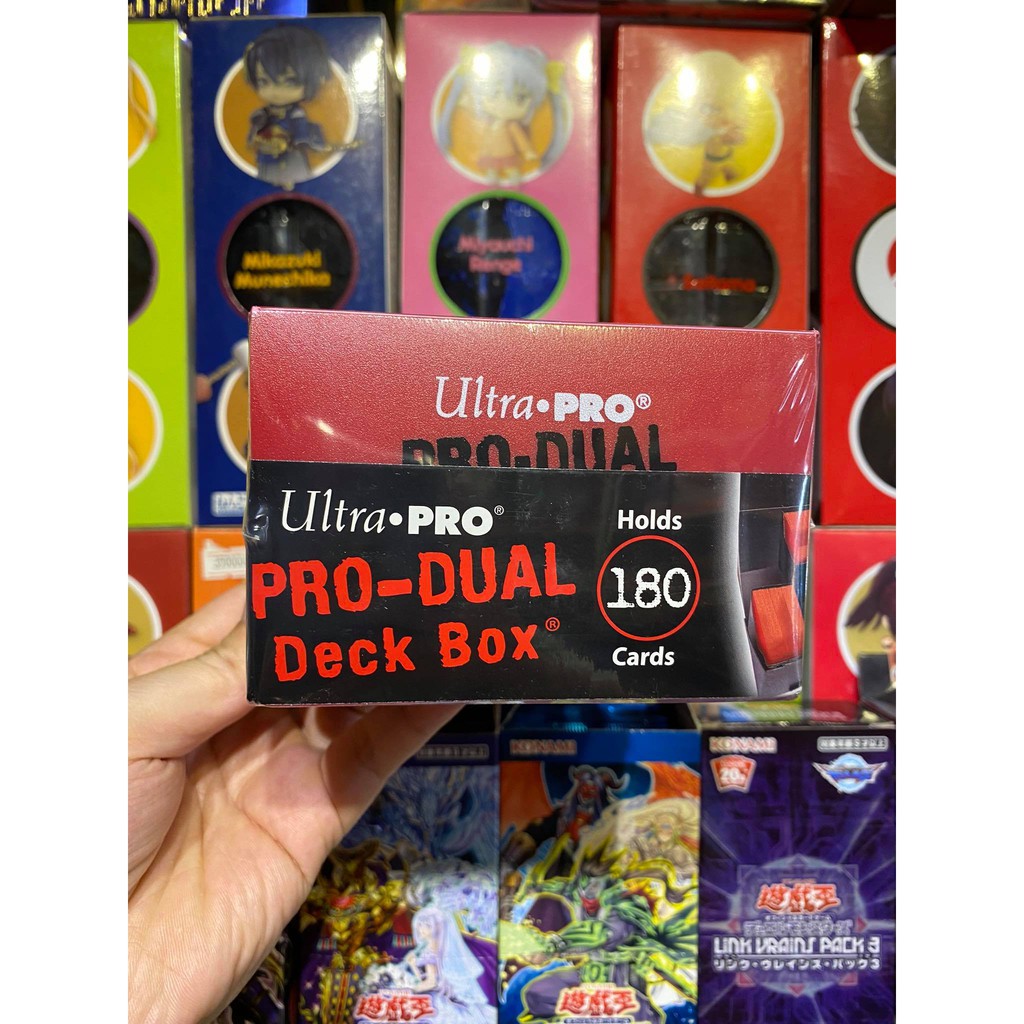 Mikazuki
Munechika
Miyauchi
Renge
Saitama
Ultra•PRO®
PRO-DUAL
Ultra•PRO®
PRO-DUAL
Deck Box®
Holds
180
Cards
KONAMI
KONAMI
20th
遊戯王
LINK VRAINS PACK 3
リンク・ヴレインズ・パック3
遊戯王
遊戯王